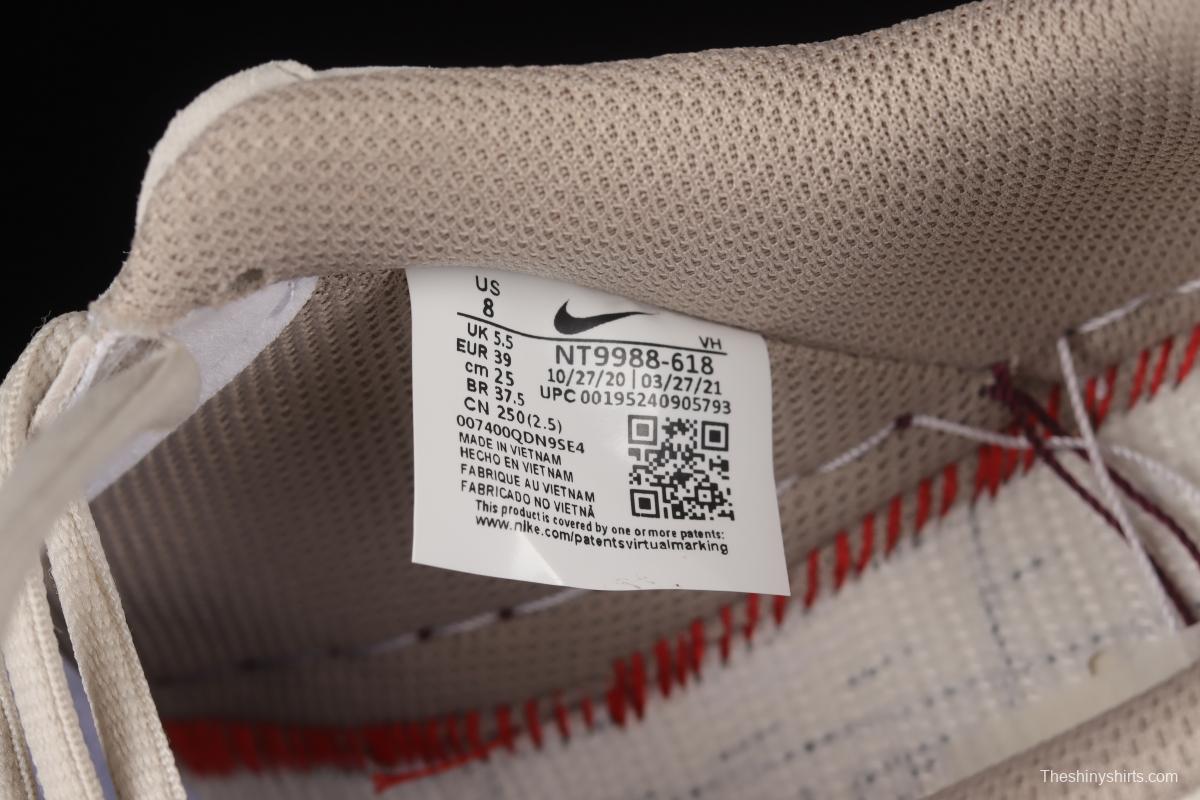 US
8
VH
UK 5.5
EUR 39
cm 25
BR 37.5
CN 250(2.5)
007400QDN9SE4
NT9988-618
10/27/20 | 03/27/21
UPC 00195240905793
MADE IN VIETNAM
HECHO EN VIETNAM
FABRIQUE AU VIETNAM
FABRICADO NO VIETNÃ
This product is covered by one or more patents:
www.nike.com/patentsvirtualmarking
Theshinyshirts.com